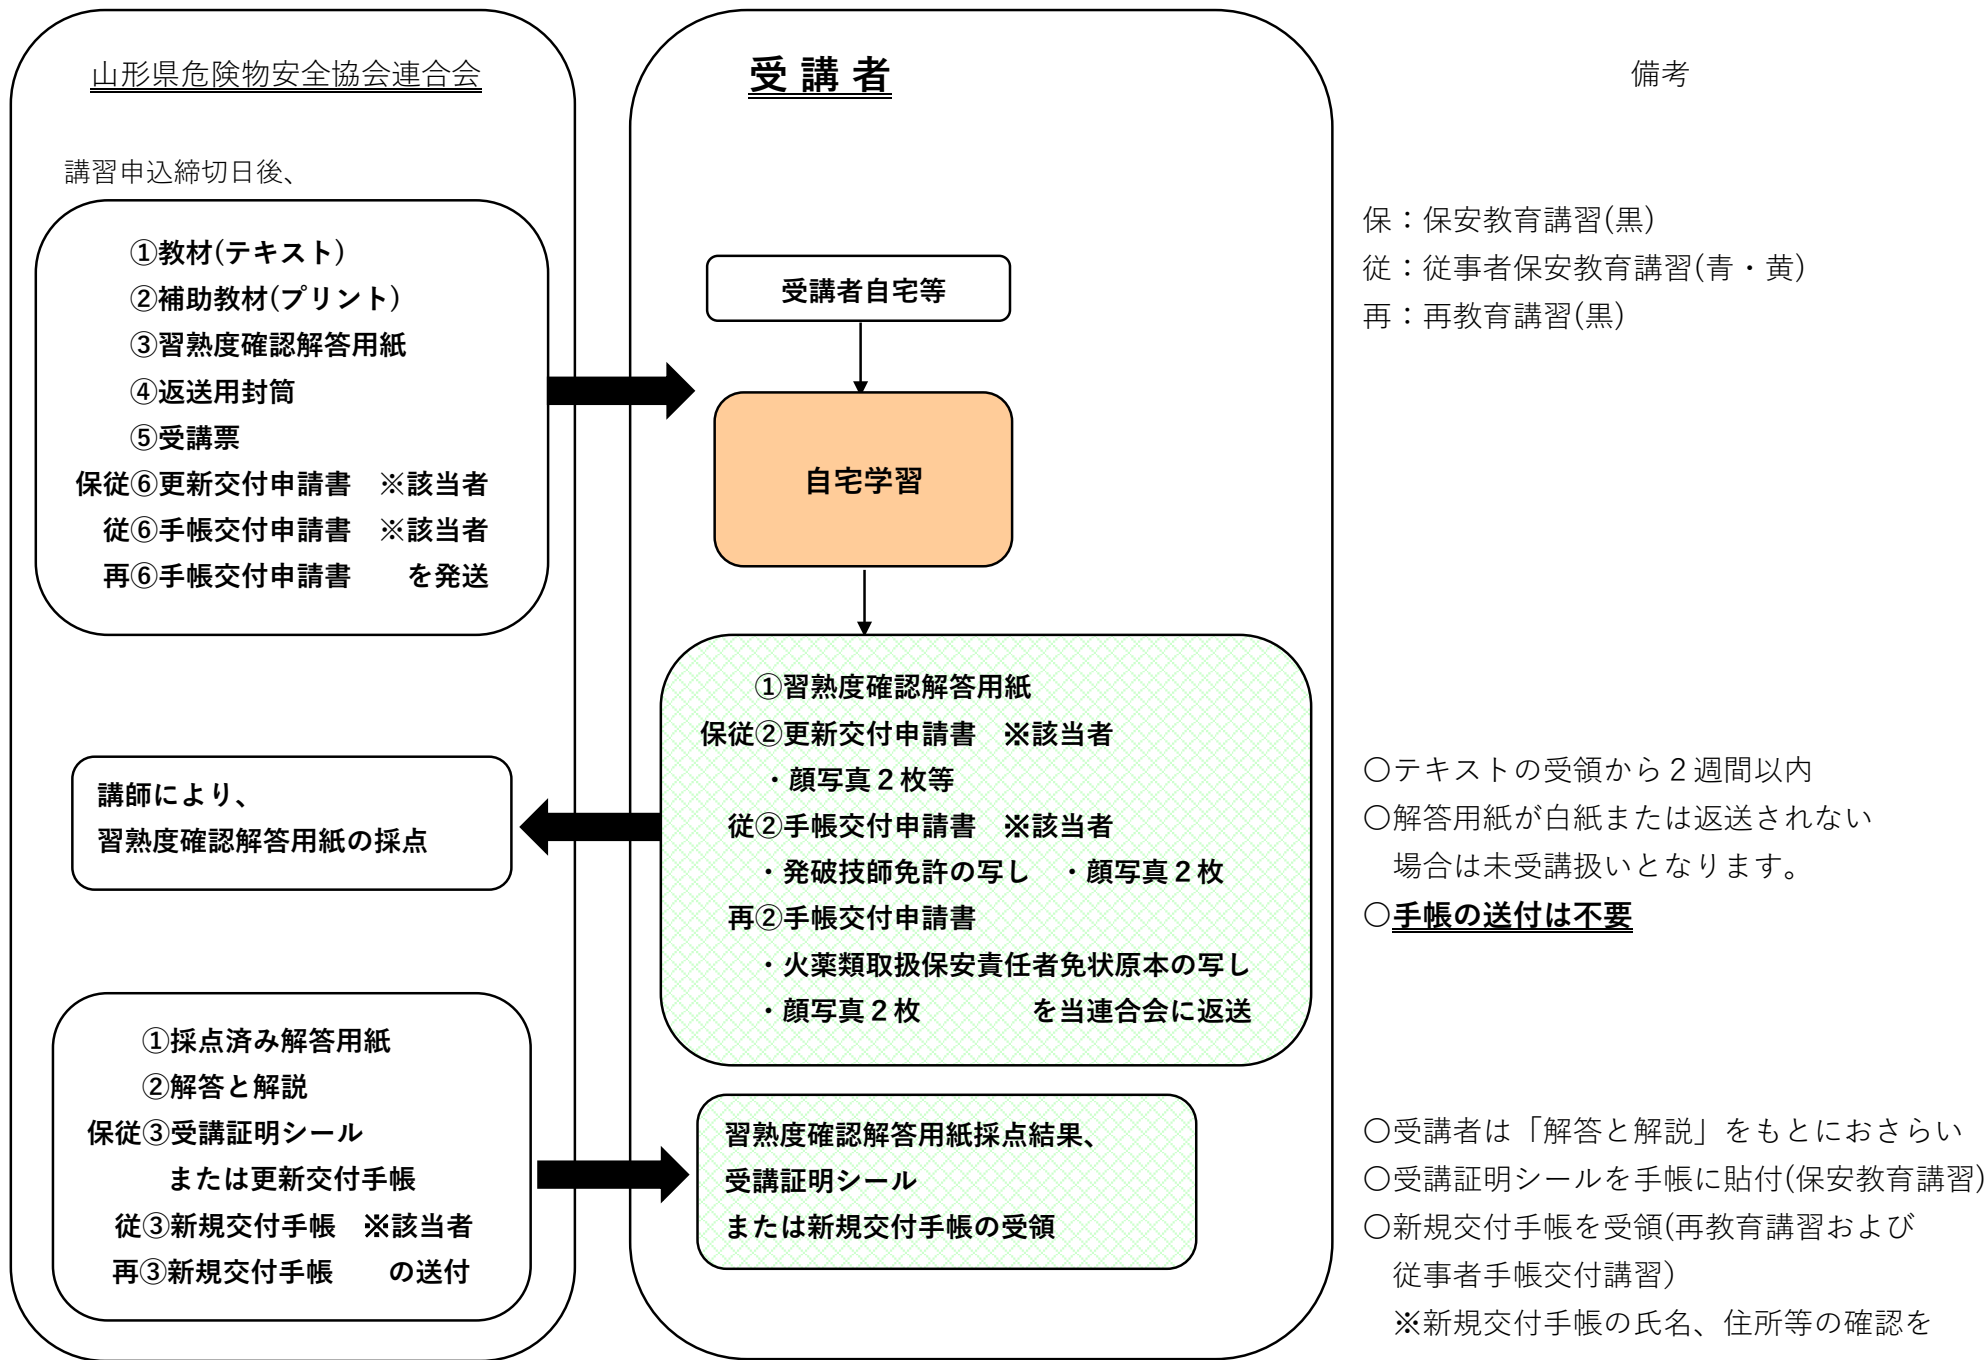 山形県危険物安全協会連合会
講習申込締切日後、
①教材(テキスト)
②補助教材(プリント)
③習熟度確認解答用紙
④返送用封筒
⑤受講票
保従⑥更新交付申請書　※該当者
従⑥手帳交付申請書　※該当者
再⑥手帳交付申請書　　を発送
講師により、
習熟度確認解答用紙の採点
①採点済み解答用紙
②解答と解説
保従③受講証明シール
または更新交付手帳
従③新規交付手帳　※該当者
再③新規交付手帳　　の送付
受 講 者
受講者自宅等
自宅学習
①習熟度確認解答用紙
保従②更新交付申請書　※該当者
・顔写真２枚等
従②手帳交付申請書　※該当者
・発破技師免許の写し　・顔写真２枚
再②手帳交付申請書
・火薬類取扱保安責任者免状原本の写し
・顔写真２枚　　　　を当連合会に返送
習熟度確認解答用紙採点結果、
受講証明シール
または新規交付手帳の受領
備考
保：保安教育講習(黒)
従：従事者保安教育講習(青・黄)
再：再教育講習(黒)
〇テキストの受領から２週間以内
〇解答用紙が白紙または返送されない
場合は未受講扱いとなります。
〇手帳の送付は不要
〇受講者は「解答と解説」をもとにおさらい
〇受講証明シールを手帳に貼付(保安教育講習)
〇新規交付手帳を受領(再教育講習および
従事者手帳交付講習)
※新規交付手帳の氏名、住所等の確認を